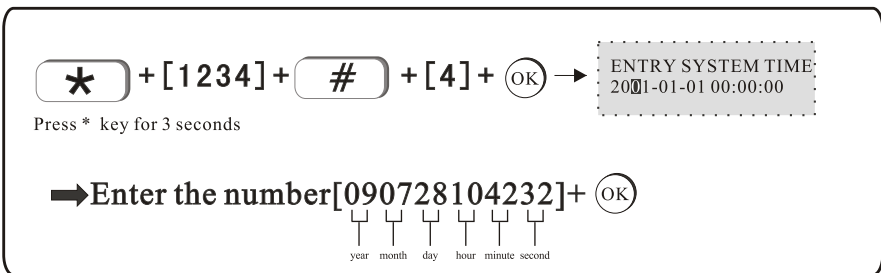 * +[1234]+ # +[4]+ OK →
ENTRY SYSTEM TIME
2001-01-01 00:00:00
Press * key for 3 seconds
➡Enter the number[090728104232]+ OK
year month day hour minute second